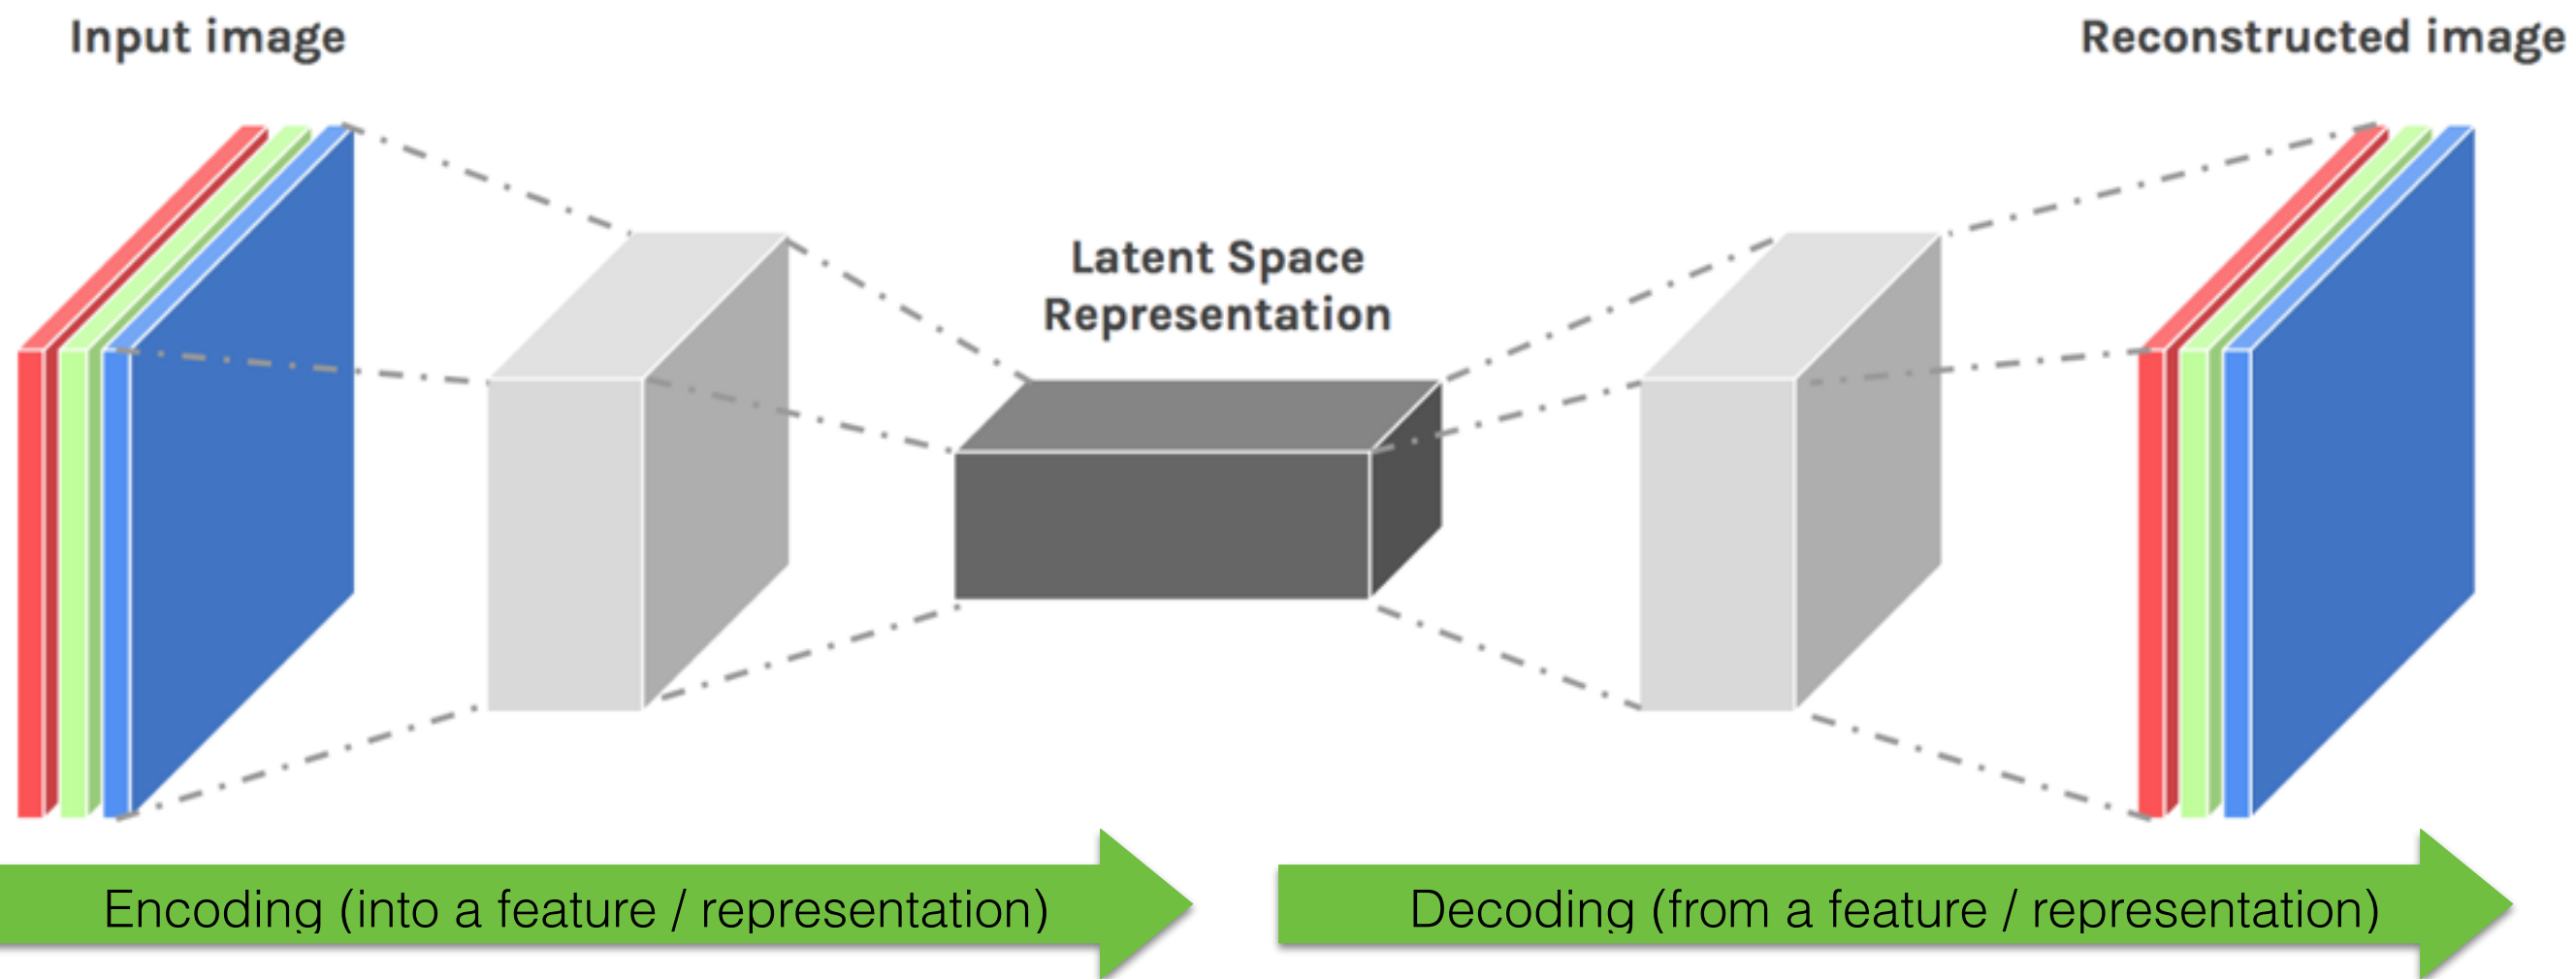 Input image
Reconstructed image
Latent Space
Representation
Encoding (into a feature / representation)
Decoding (from a feature / representation)